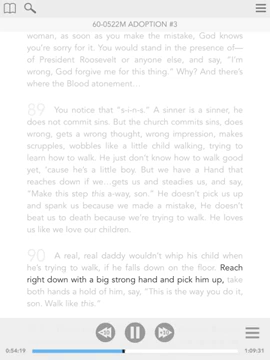 60-0522M ADOPTION #3
woman, as soon as you make the mistake, God knows
you're sorry for it. You would stand in the presence of—
of President Roosevelt or anyone else, and say, "I'm
wrong, God forgive me for this thing." Why? And there's
where the Blood atonement...
89 You notice that "s-i-n-s." A sinner is a sinner, he
does not commit sins. But the church commits sins, does
wrong, gets a wrong thought, wrong impression, makes
scrupples, wobbles like a little child walking, trying to
learn how to walk. He just don't know how to walk good
yet, 'cause he's a little boy. But we have a Hand that
reaches down if we...gets us and steadies us, and say,
"Make this step this a-way, son." He doesn't pick us up
and spank us because we made a mistake, He doesn't
beat us to death because we're trying to walk. He loves
us like we love our children.
90 A real, real daddy wouldn't whip his child when
he's trying to walk, if he falls down on the floor. Reach
right down with a big strong hand and pick him up, take
both hands a hold of him, say, "This is the way you do it,
son. Walk like this."
0:54:19
1:09:31